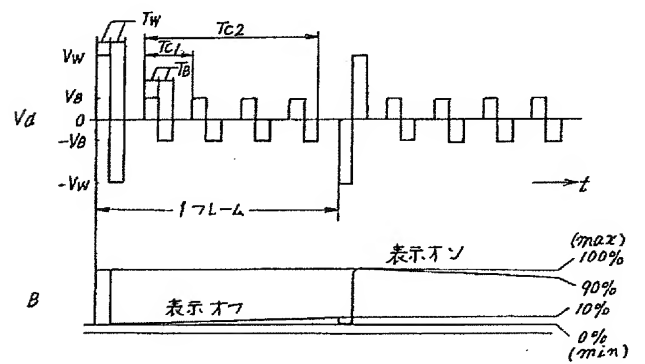 TW
TC2
TC1
TB
VW
VB
0
-VB
-VW
Vd
t
1フレーム
表示オン
(max)
100%
90%
10%
0%
(min)
表示オフ
B